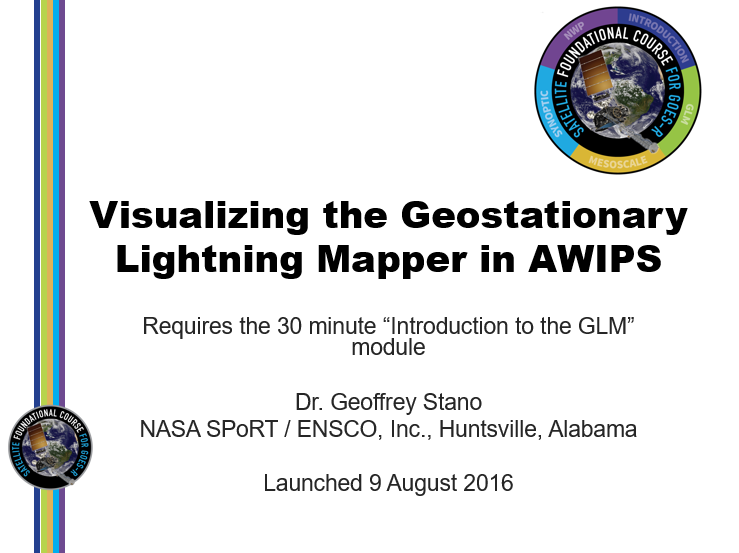 NWP
INTRODUCTION
SATELLITE FOUNDATIONAL COURSE FOR GOES-R
SYNOPTIC
GLM
MESOSCALE
Visualizing the Geostationary
Lightning Mapper in AWIPS
Requires the 30 minute “Introduction to the GLM”
module
Dr. Geoffrey Stano
NASA SPoRT / ENSCO, Inc., Huntsville, Alabama
SATELLITE FOUNDATIONAL COURSE FOR GOES-R
Launched 9 August 2016